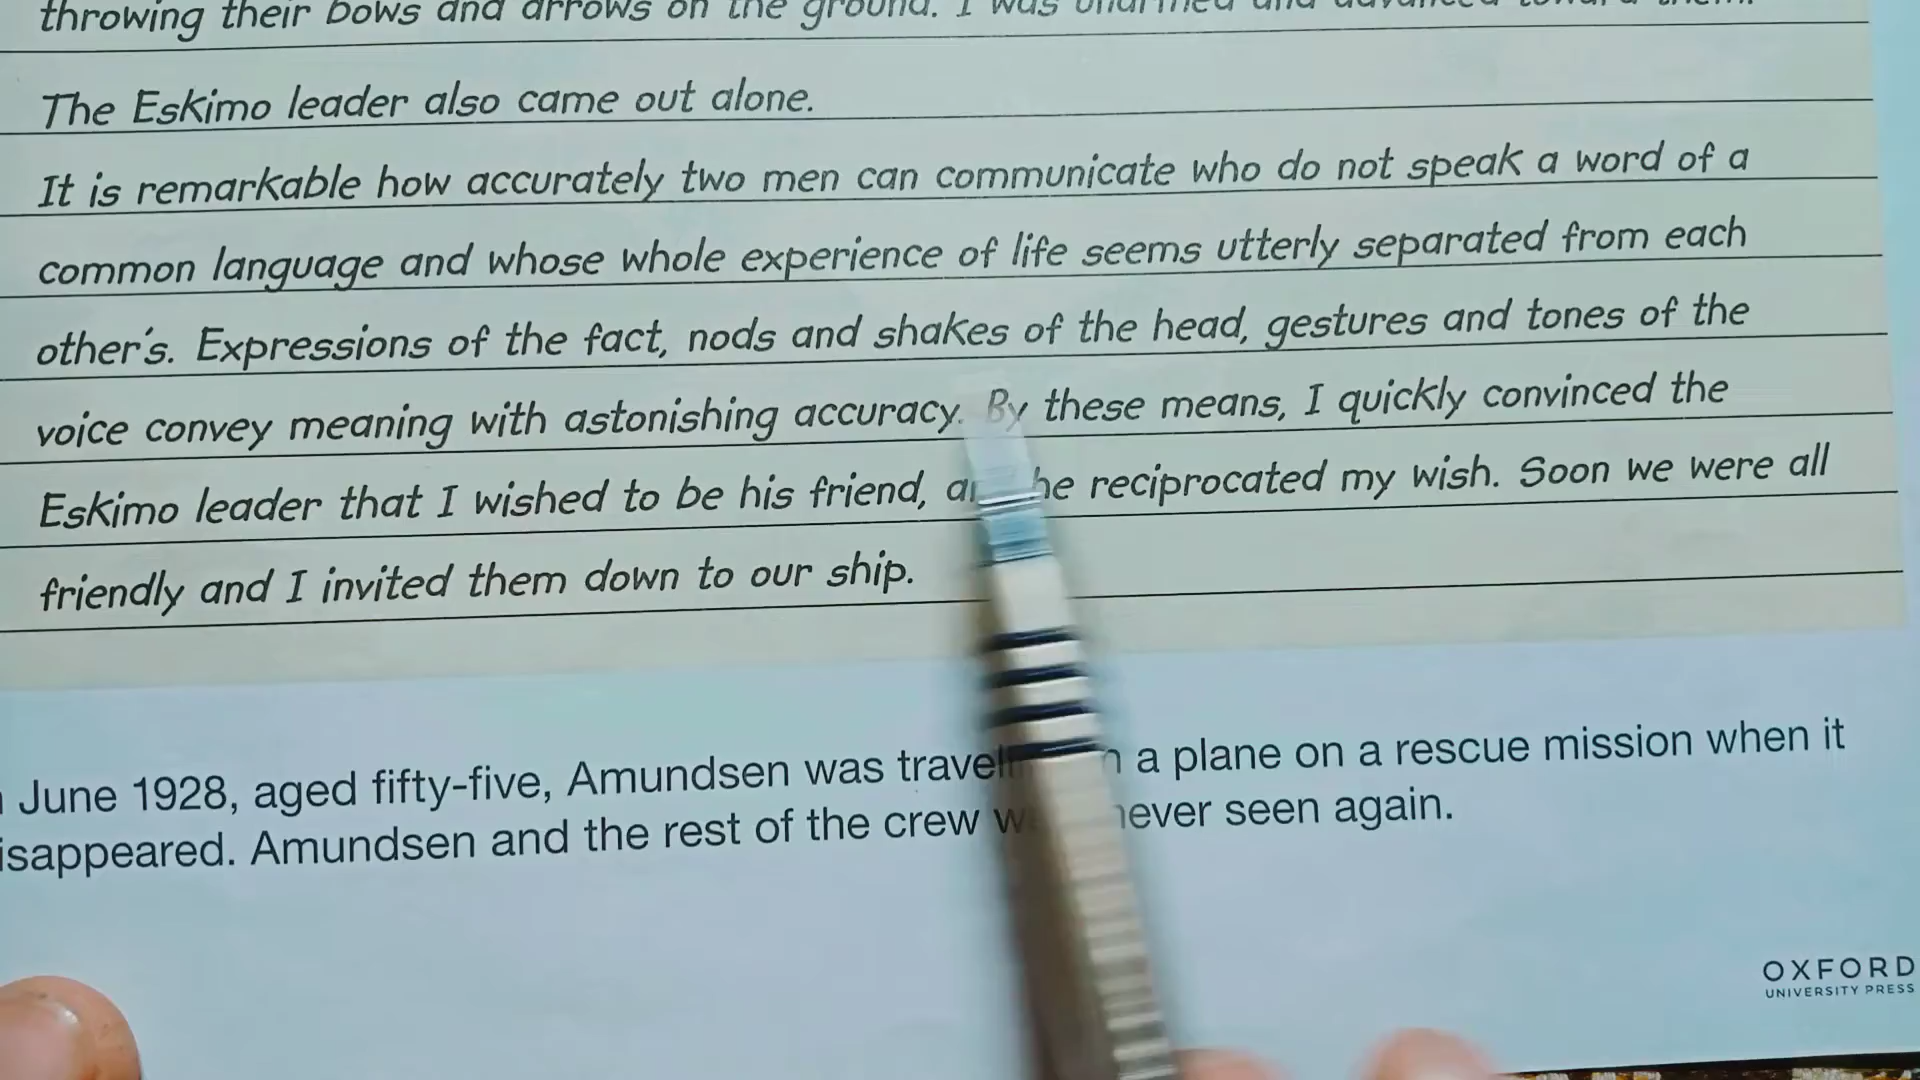 throwing their bows and arrows on the ground. I was unarmed and advanced toward them.
The Eskimo leader also came out alone.
It is remarkable how accurately two men can communicate who do not speak a word of a
common language and whose whole experience of life seems utterly separated from each
other's. Expressions of the fact, nods and shakes of the head, gestures and tones of the
voice convey meaning with astonishing accuracy. By these means, I quickly convinced the
Eskimo leader that I wished to be his friend, he reciprocated my wish. Soon we were all
friendly and I invited them down to our ship.
June 1928, aged fifty-five, Amundsen was a plane on a rescue mission when it
isappeared. Amundsen and the rest of the crew never seen again.
OXFORD
UNIVERSITY PRESS